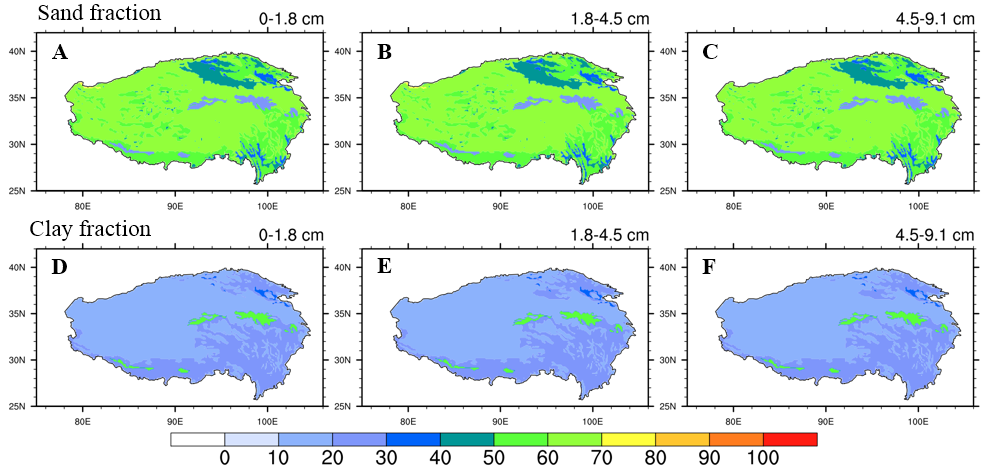 Sand fraction
0-1.8 cm 1.8-4.5 cm 4.5-9.1 cm
A B C
40N 40N 40N
35N 35N 35N
30N 30N 30N
25N 25N 25N
80E 90E 100E 80E 90E 100E 80E 90E 100E
Clay fraction
0-1.8 cm 1.8-4.5 cm 4.5-9.1 cm
D E F
40N 40N 40N
35N 35N 35N
30N 30N 30N
25N 25N 25N
80E 90E 100E 80E 90E 100E 80E 90E 100E
0 10 20 30 40 50 60 70 80 90 100